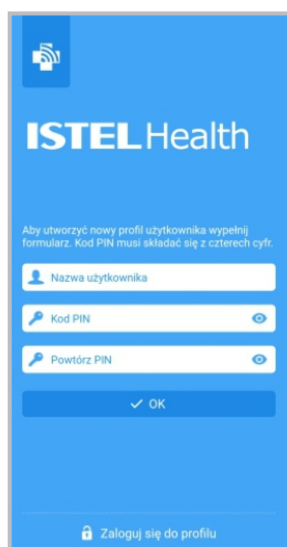 ISTEL Health
Aby utworzyć nowy profil użytkownika wypełnij
formularz. Kod PIN musi składać się z czterech cyfr.
Nazwa użytkownika
Kod PIN
Powtórz PIN
OK
Zaloguj się do profilu